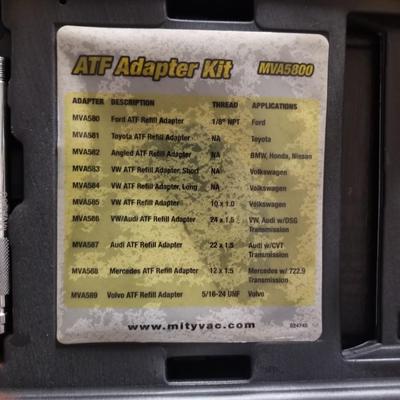 ATF Adapter Kit MVA5800
ADAPTER DESCRIPTION THREAD APPLICATIONS
MVA580 Ford ATF Refill Adapter 1/8" NPT Ford
MVA581 Toyota ATF Refill Adapter NA Toyota
MVA582 Angled ATF Refill Adapter NA BMW, Honda, Nissan
MVA583 VW ATF Refill Adapter, Short NA Volkswagen
MVA584 VW ATF Refill Adapter, Long NA Volkswagen
MVA585 VW ATF Refill Adapter 10 x 1.0 Volkswagen
MVA586 VW/Audi ATF Refill Adapter 24 x 1.5 VW, Audi w/DSG
Transmission
MVA587 Audi ATF Refill Adapter 22 x 1.5 Audi w/CVT
Transmission
MVA588 Mercedes ATF Refill Adapter 12 x 1.5 Mercedes w/ 722.9
Transmission
MVA589 Volvo ATF Refill Adapter 5/16-24 UNF Volvo
www.mityvac.com